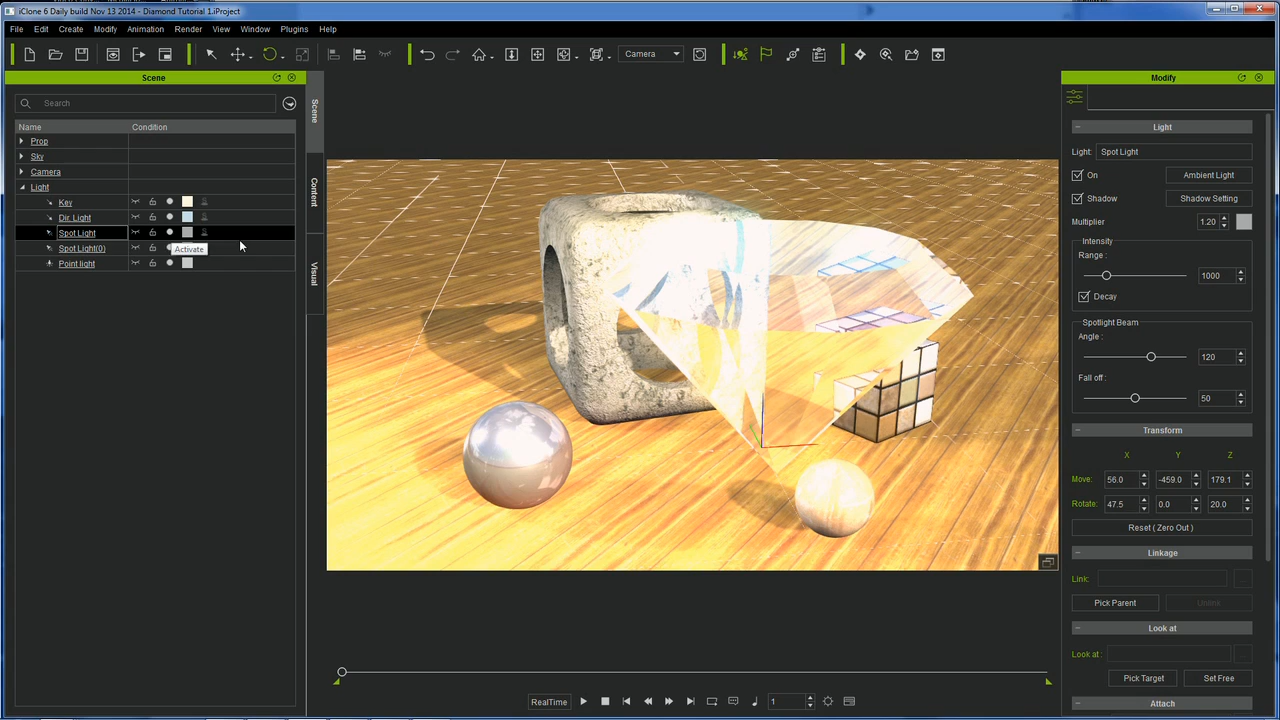 iClone 6 Daily build Nov 13 2014 - Diamond Tutorial 1.iProject
File Edit Create Modify Animation Render View Window Plugins Help
Camera
Scene
Search
Name Condition
Prop
Sky
Camera
Light
Key
Dir Light
Spot Light
Spot Light(0)
Activate
Point light
Scene
Content
Visual
RealTime
1
Modify
Light
Light: Spot Light
On Ambient Light
Shadow Shadow Setting
Multiplier 1.20
Intensity
Range :
1000
Decay
Spotlight Beam
Angle :
120
Fall off :
50
Transform
X Y Z
Move: 56.0 -459.0 179.1
Rotate: 47.5 0.0 20.0
Reset ( Zero Out )
Linkage
Link:
Pick Parent Unlink
Look at
Look at :
Pick Target Set Free
Attach